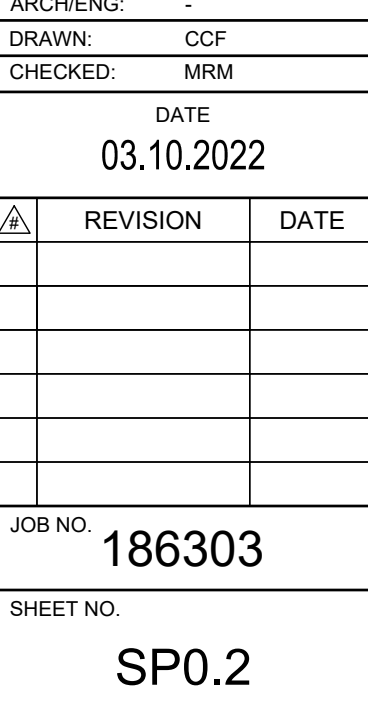 ARCH/ENG: -
DRAWN: CCF
CHECKED: MRM
DATE
03.10.2022
# REVISION DATE
JOB NO. 186303
SHEET NO.
SP0.2